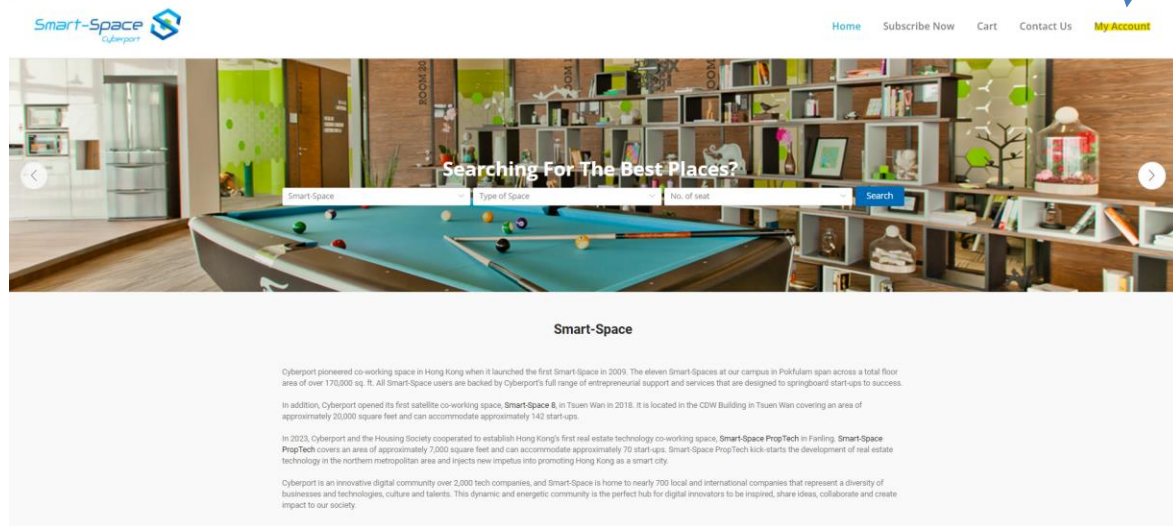 Smart-Space
Cyberport
Home Subscribe Now Cart Contact Us My Account
ROOM 20
Searching For The Best Places?
Smart-Space Type of Space No. of seat Search
Smart-Space
Cyberport pioneered co-working space in Hong Kong when it launched the first Smart-Space in 2009. The eleven Smart-Spaces at our campus in Pokfulam span across a total floor
area of over 170,000 sq. ft. All Smart-Space users are backed by Cyberport's full range of entrepreneurial support and services that are designed to springboard start-ups to success.
In addition, Cyberport opened its first satellite co-working space, Smart-Space 8, in Tsuen Wan in 2018. It is located in the CDW Building in Tsuen Wan covering an area of
approximately 20,000 square feet and can accommodate approximately 142 start-ups.
In 2023, Cyberport and the Housing Society cooperated to establish Hong Kong's first real estate technology co-working space, Smart-Space PropTech in Fanling. Smart-Space
PropTech covers an area of approximately 7,000 square feet and can accommodate approximately 70 start-ups. Smart-Space PropTech kick-starts the development of real estate
technology in the northern metropolitan area and injects new impetus into promoting Hong Kong as a smart city.
Cyberport is an innovative digital community over 2,000 tech companies, and Smart-Space is home to nearly 700 local and international companies that represent a diversity of
businesses and technologies, culture and talents. This dynamic and energetic community is the perfect hub for digital innovators to be inspired, share ideas, collaborate and create
impact to our society.